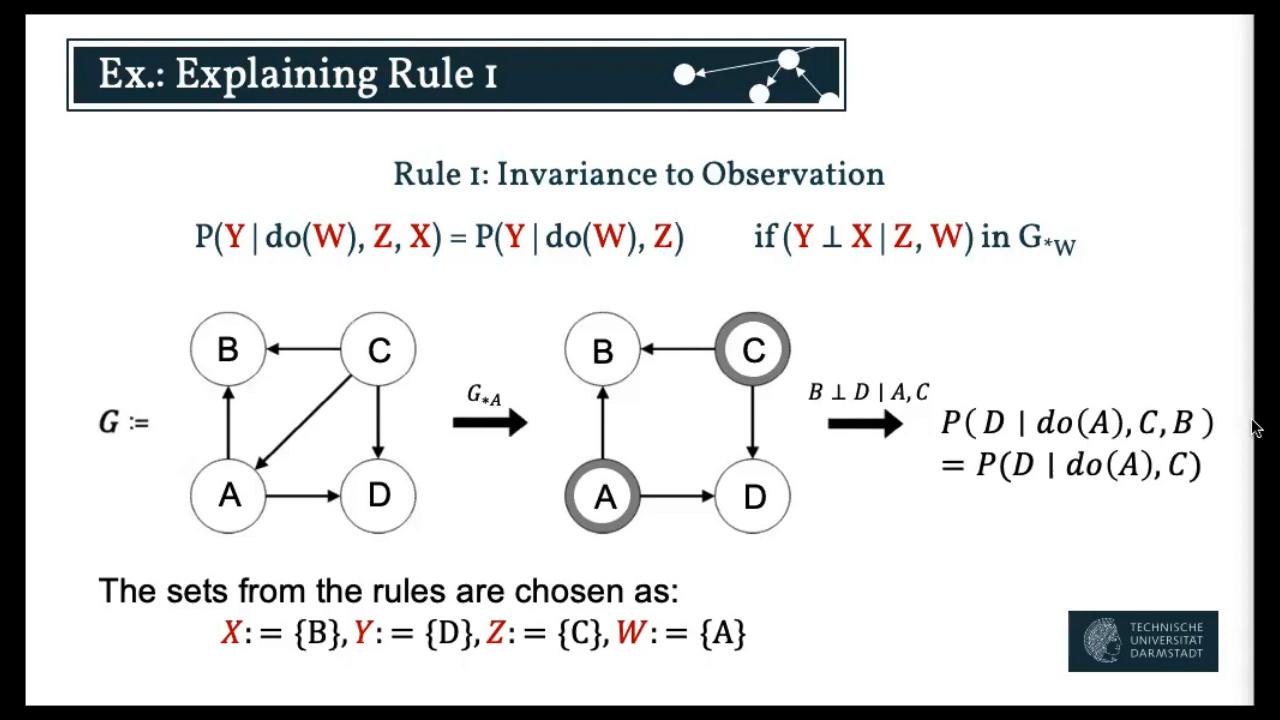 Ex.: Explaining Rule 1
Rule 1: Invariance to Observation
P(Y | do(W), Z, X) = P(Y | do(W), Z) if (Y ⊥ X | Z, W) in G*W
B C B C
G := G*A B ⊥ D | A, C P( D | do(A), C, B )
= P(D | do(A), C)
A D A D
The sets from the rules are chosen as:
X: = {B}, Y: = {D}, Z: = {C}, W: = {A}
TECHNISCHE
UNIVERSITÄT
DARMSTADT